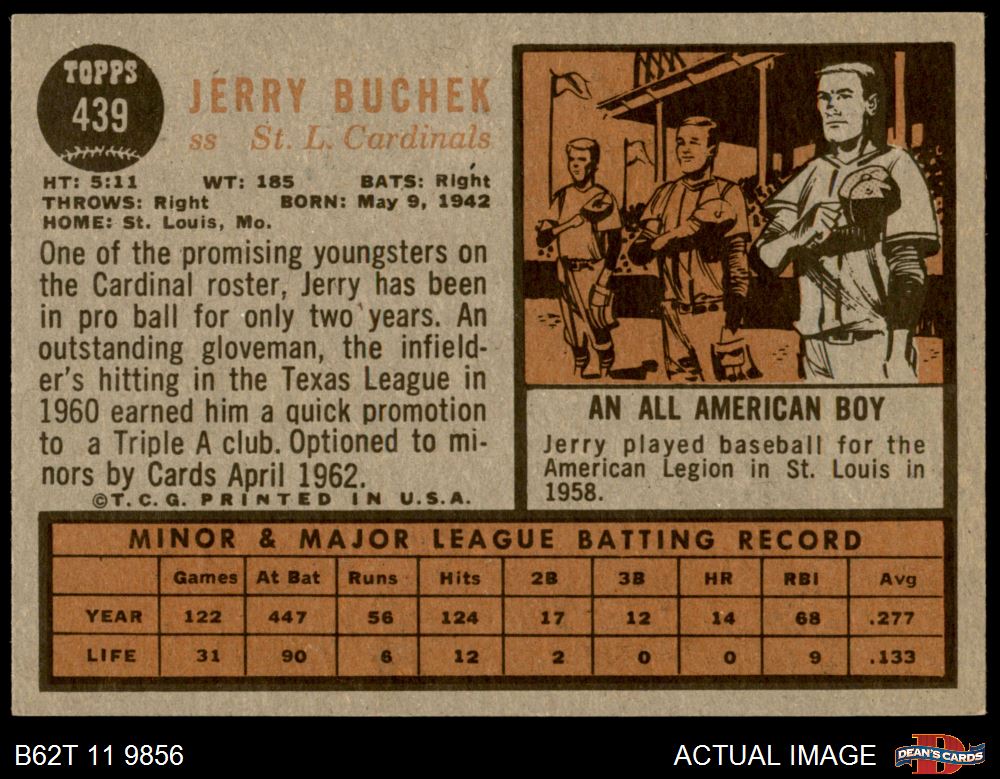 TOPPS
439
JERRY BUCHEK
ss St. L. Cardinals
HT: 5:11 WT: 185 BATS: Right
THROWS: Right BORN: May 9, 1942
HOME: St. Louis, Mo.
One of the promising youngsters on
the Cardinal roster, Jerry has been
in pro ball for only two years. An
outstanding gloveman, the infield-
er's hitting in the Texas League in
1960 earned him a quick promotion
to a Triple A club. Optioned to mi-
nors by Cards April 1962.
©T.C.G. PRINTED IN U.S.A.
AN ALL AMERICAN BOY
Jerry played baseball for the
American Legion in St. Louis in
1958.
MINOR & MAJOR LEAGUE BATTING RECORD
Games At Bat Runs Hits 2B 3B HR RBI Avg
YEAR 122 447 56 124 17 12 14 68 .277
LIFE 31 90 6 12 2 0 0 9 .133
B62T 11 9856
ACTUAL IMAGE
DEAN'S CARDS